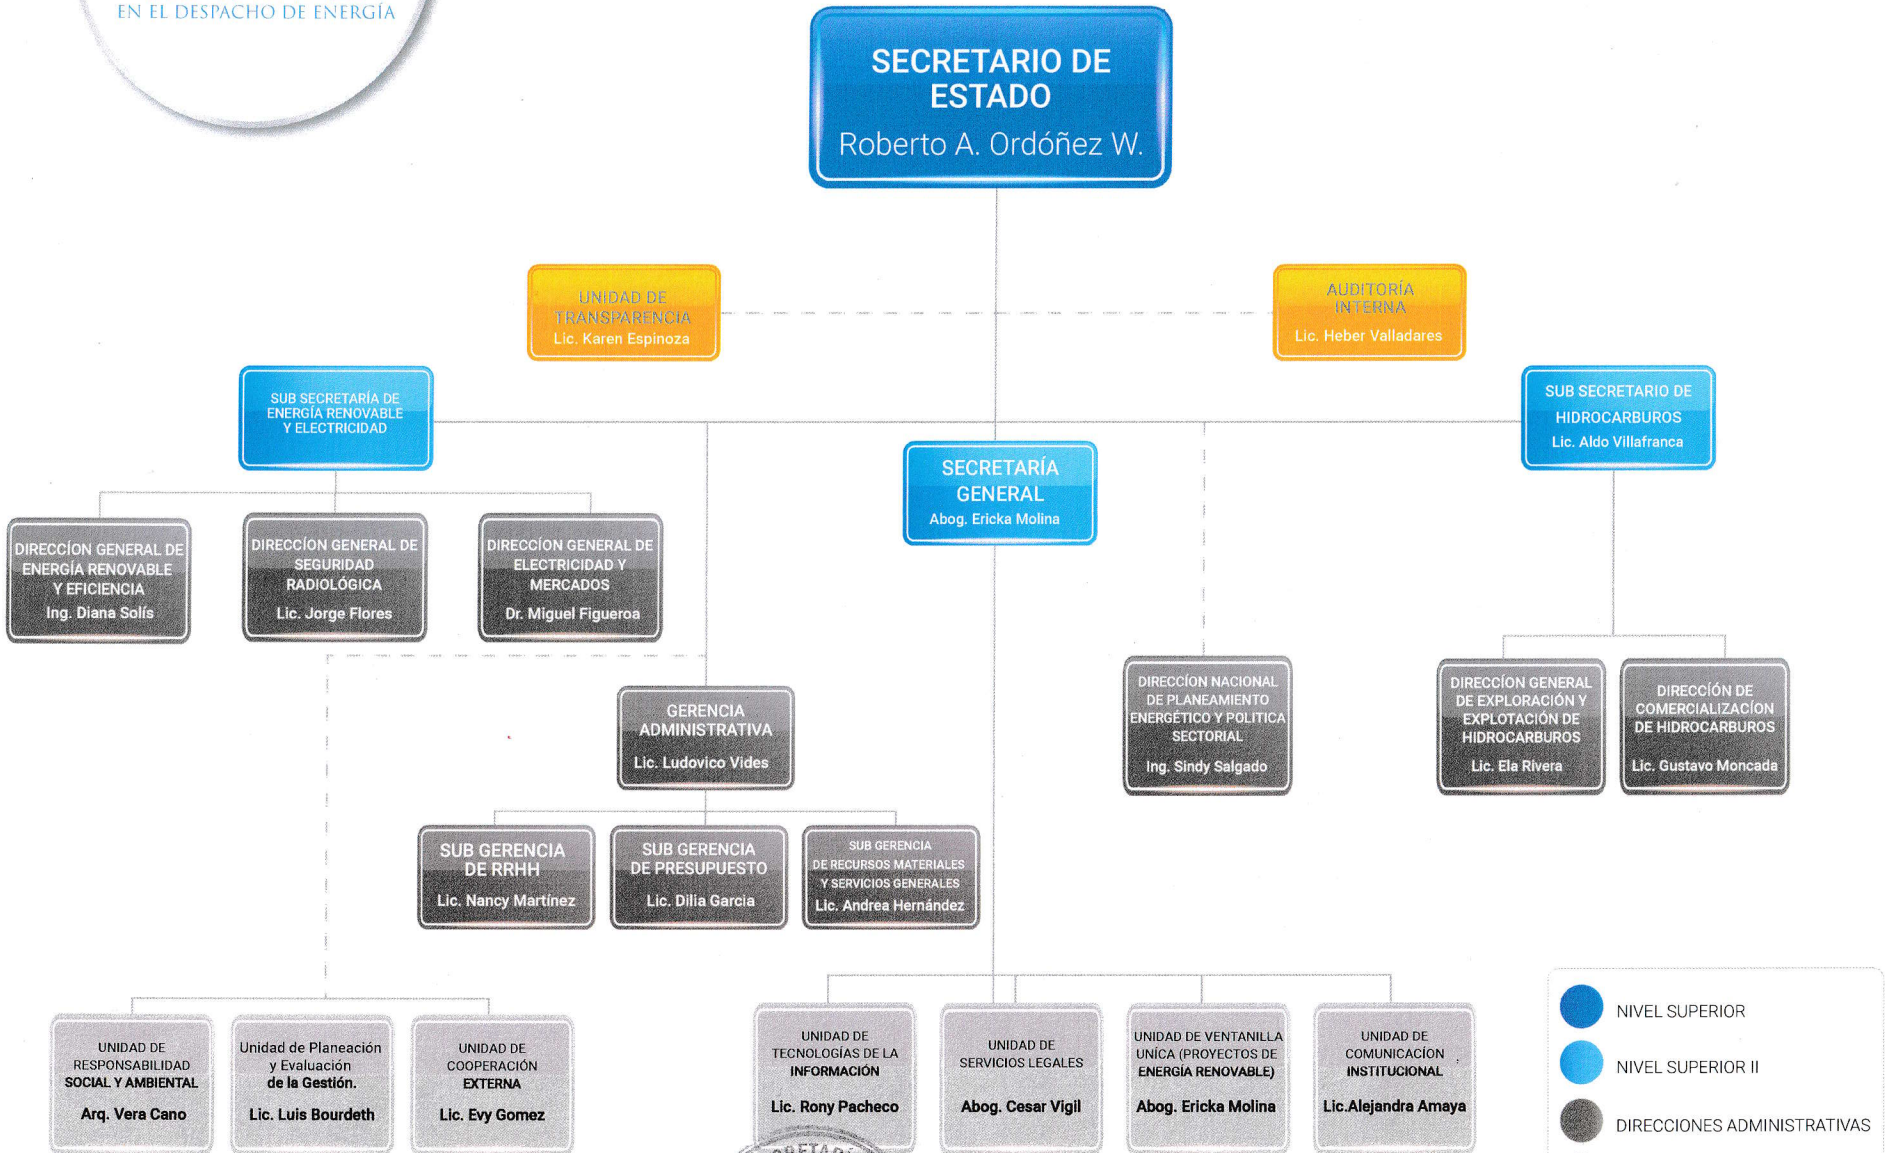 EN EL DESPACHO DE ENERGÍA
SECRETARIO DE
ESTADO
Roberto A. Ordóñez W.
UNIDAD DE
TRANSPARENCIA
Lic. Karen Espinoza
AUDITORÍA
INTERNA
Lic. Heber Valladares
SUB SECRETARÍA DE
ENERGÍA RENOVABLE
Y ELECTRICIDAD
SUB SECRETARIO DE
HIDROCARBUROS
Lic. Aldo Villafranca
SECRETARÍA
GENERAL
Abog. Ericka Molina
DIRECCÍON GENERAL DE
ENERGÍA RENOVABLE
Y EFICIENCIA
Ing. Diana Solís
DIRECCÍON GENERAL DE
SEGURIDAD
RADIOLÓGICA
Lic. Jorge Flores
DIRECCÍON GENERAL DE
ELECTRICIDAD Y
MERCADOS
Dr. Miguel Figueroa
GERENCIA
ADMINISTRATIVA
Lic. Ludovico Vides
DIRECCÍON NACIONAL
DE PLANEAMIENTO
ENERGÉTICO Y POLITICA
SECTORIAL
Ing. Sindy Salgado
DIRECCÍON GENERAL
DE EXPLORACIÓN Y
EXPLOTACIÓN DE
HIDROCARBUROS
Lic. Ela Rivera
DIRECCÍÓN DE
COMERCIALIZACÍON
DE HIDROCARBUROS
Lic. Gustavo Moncada
SUB GERENCIA
DE RRHH
Lic. Nancy Martínez
SUB GERENCIA
DE PRESUPUESTO
Lic. Dilia Garcia
SUB GERENCIA
DE RECURSOS MATERIALES
Y SERVICIOS GENERALES
Lic. Andrea Hernández
UNIDAD DE
RESPONSABILIDAD
SOCIAL Y AMBIENTAL
Arq. Vera Cano
Unidad de Planeación
y Evaluación
de la Gestión.
Lic. Luis Bourdeth
UNIDAD DE
COOPERACIÓN
EXTERNA
Lic. Evy Gomez
UNIDAD DE
TECNOLOGÍAS DE LA
INFORMACIÓN
Lic. Rony Pacheco
UNIDAD DE
SERVICIOS LEGALES
Abog. Cesar Vigil
UNIDAD DE VENTANILLA
UNÍCA (PROYECTOS DE
ENERGÍA RENOVABLE)
Abog. Ericka Molina
UNIDAD DE
COMUNICACÍON
INSTITUCIONAL
Lic.Alejandra Amaya
NIVEL SUPERIOR
NIVEL SUPERIOR II
DIRECCIONES ADMINISTRATIVAS